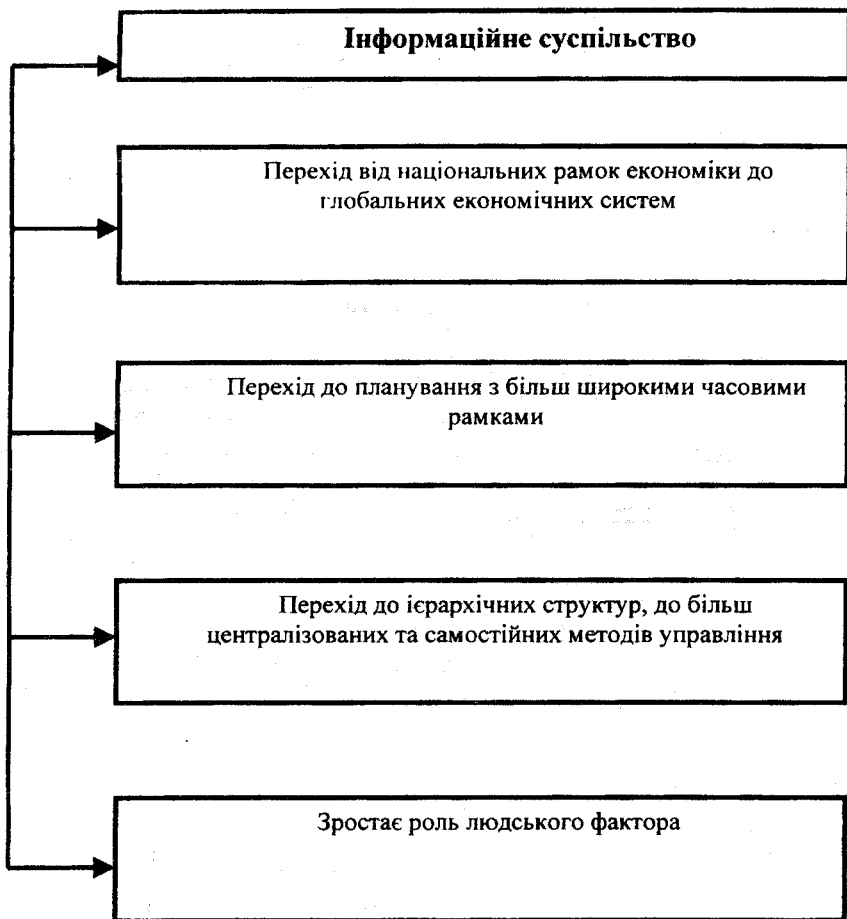 Інформаційне суспільство
Перехід від національних рамок економіки до
глобальних економічних систем
Перехід до планування з більш широкими часовими
рамками
Перехід до ієрархічних структур, до більш
централізованих та самостійних методів управління
Зростає роль людського фактора